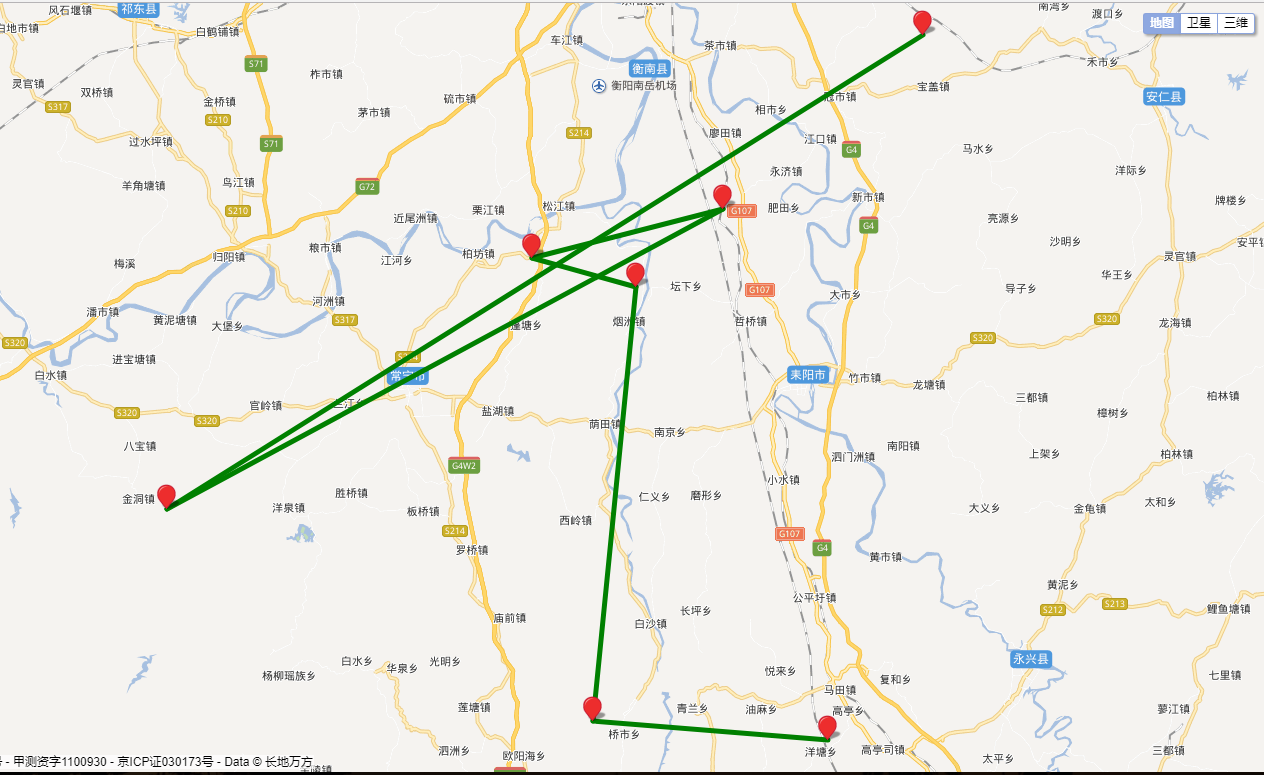 风石堰镇
祁东县
南湾乡
渡口乡
地图
卫星
三维
白地市镇
白鹤铺镇
车江镇
茶市镇
禾市乡
S71
柞市镇
衡南县
灵官镇
双桥镇
衡阳南岳机场
宝盖镇
安仁县
S317
金桥镇
硫市镇
相市乡
S210
茅市镇
S214
廖田镇
江口镇
过水坪镇
S71
G4
马水乡
永济镇
洋际乡
羊角塘镇
鸟江镇
G72
新市镇
牌楼乡
S210
近尾洲镇
栗江镇
松江镇
G107
肥田乡
亮源乡
G4
粮市镇
沙明乡
归阳镇
江河乡
柏坊镇
灵官镇
梅溪
华王乡
坛下乡
G107
导子乡
大市乡
河洲镇
潘市镇
黄泥塘镇
大堡乡
S317
哲桥镇
S320
龙海镇
S320
S320
进宝塘镇
白水镇
常宁市
耒阳市
竹市镇
龙塘镇
三都镇
柏林镇
官岭镇
S320
S320
盐湖镇
樟树乡
荫田镇
南京乡
八宝镇
南阳镇
上架乡
柏林镇
泗门洲镇
G4W2
小水镇
金洞镇
胜桥镇
仁义乡
磨形乡
太和乡
洋泉镇
板桥镇
西岭镇
大义乡
金龟镇
S214
G107
G4
罗桥镇
黄市镇
黄泥乡
公平圩镇
S212
S213
鲤鱼塘镇
长坪乡
庙前镇
白沙镇
白水乡
华泉乡
光明乡
永兴县
杨柳瑶族乡
悦来乡
复和乡
七里镇
马田镇
莲塘镇
青兰乡
油麻乡
高亭乡
蓼江镇
桥市乡
泗洲乡
欧阳海乡
洋塘乡
高亭司镇
太平乡
三都镇
- 甲测资字1100930 - 京ICP证030173号 - Data © 长地万方